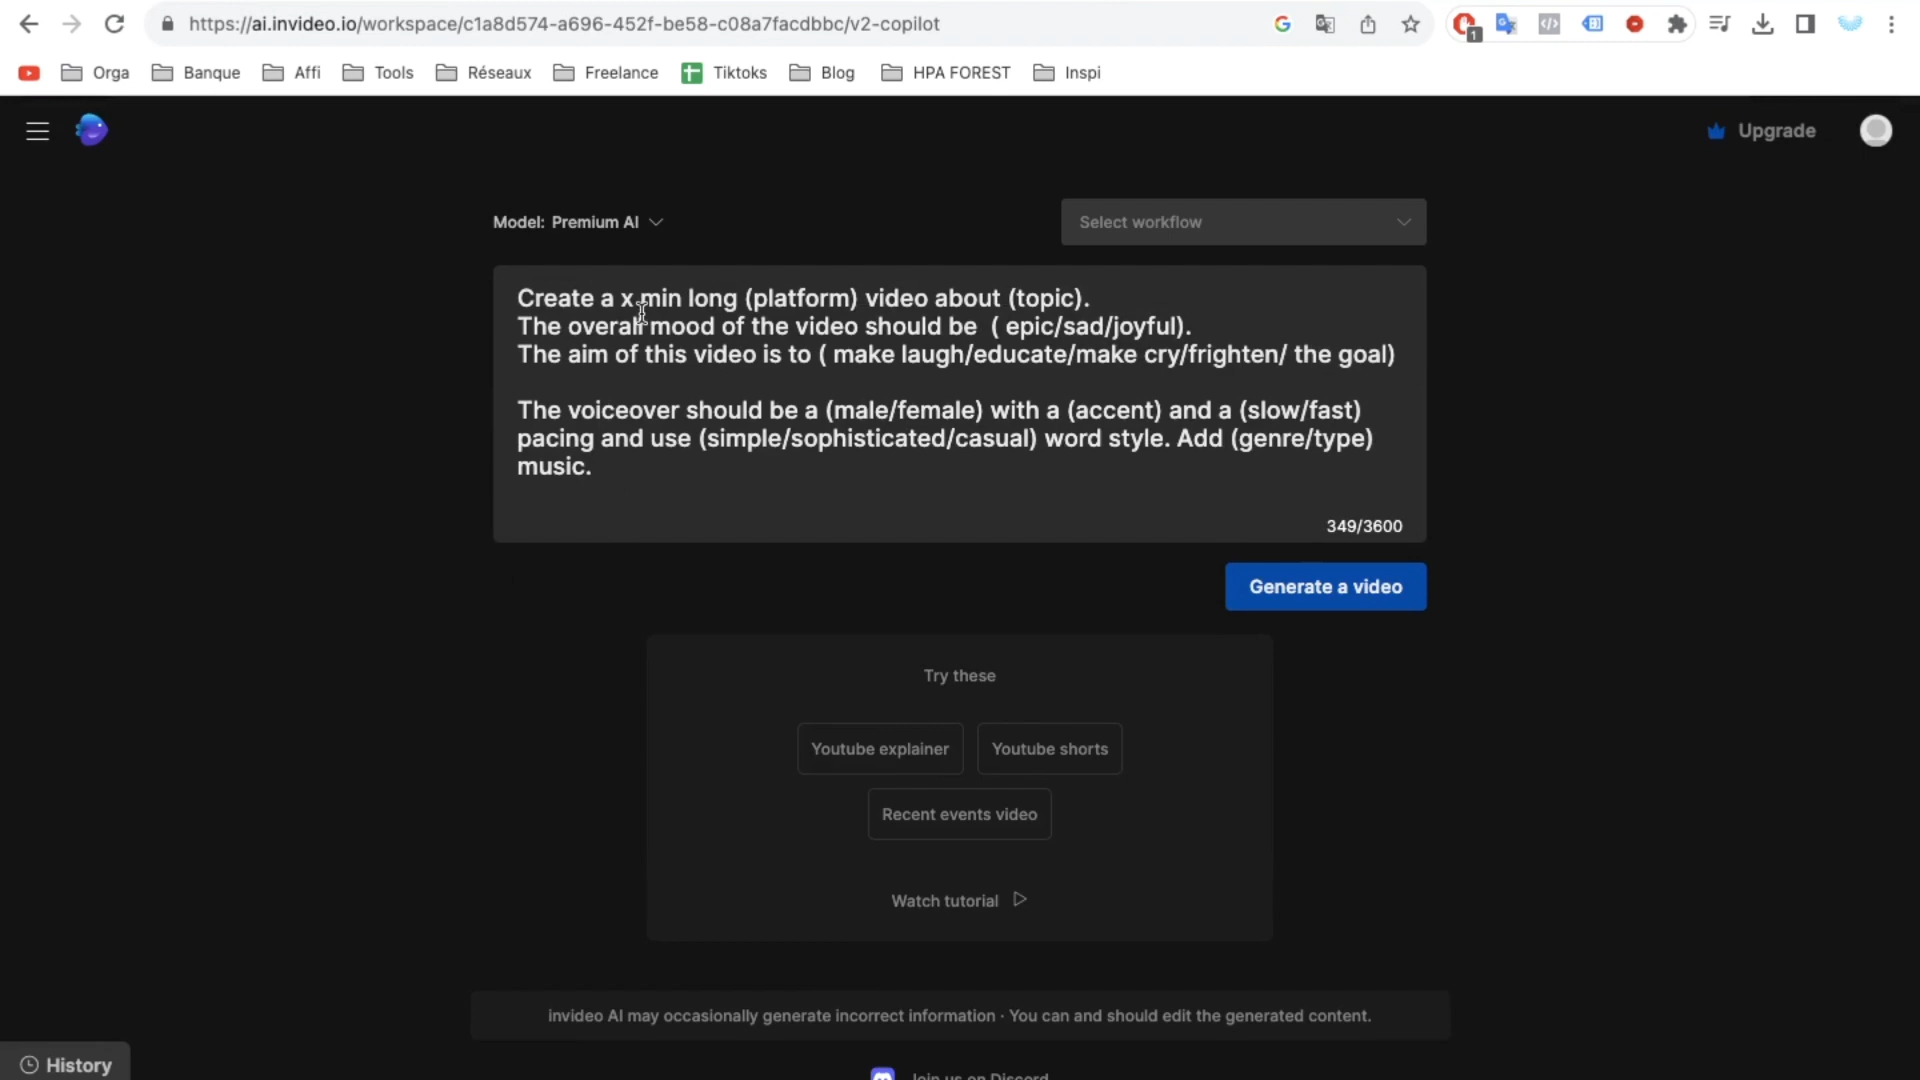 https://ai.invideo.io/workspace/c1a8d574-a696-452f-be58-c08a7facdbbc/v2-copilot
1
Orga Banque Affi Tools Réseaux Freelance Tiktoks Blog HPA FOREST Inspi
Upgrade
Model: Premium AI
Select workflow
Create a x min long (platform) video about (topic).
The overall mood of the video should be ( epic/sad/joyful).
The aim of this video is to ( make laugh/educate/make cry/frighten/ the goal)
The voiceover should be a (male/female) with a (accent) and a (slow/fast)
pacing and use (simple/sophisticated/casual) word style. Add (genre/type)
music.
349/3600
Generate a video
Try these
Youtube explainer Youtube shorts
Recent events video
Watch tutorial
invideo AI may occasionally generate incorrect information · You can and should edit the generated content.
History
Join us on Discord